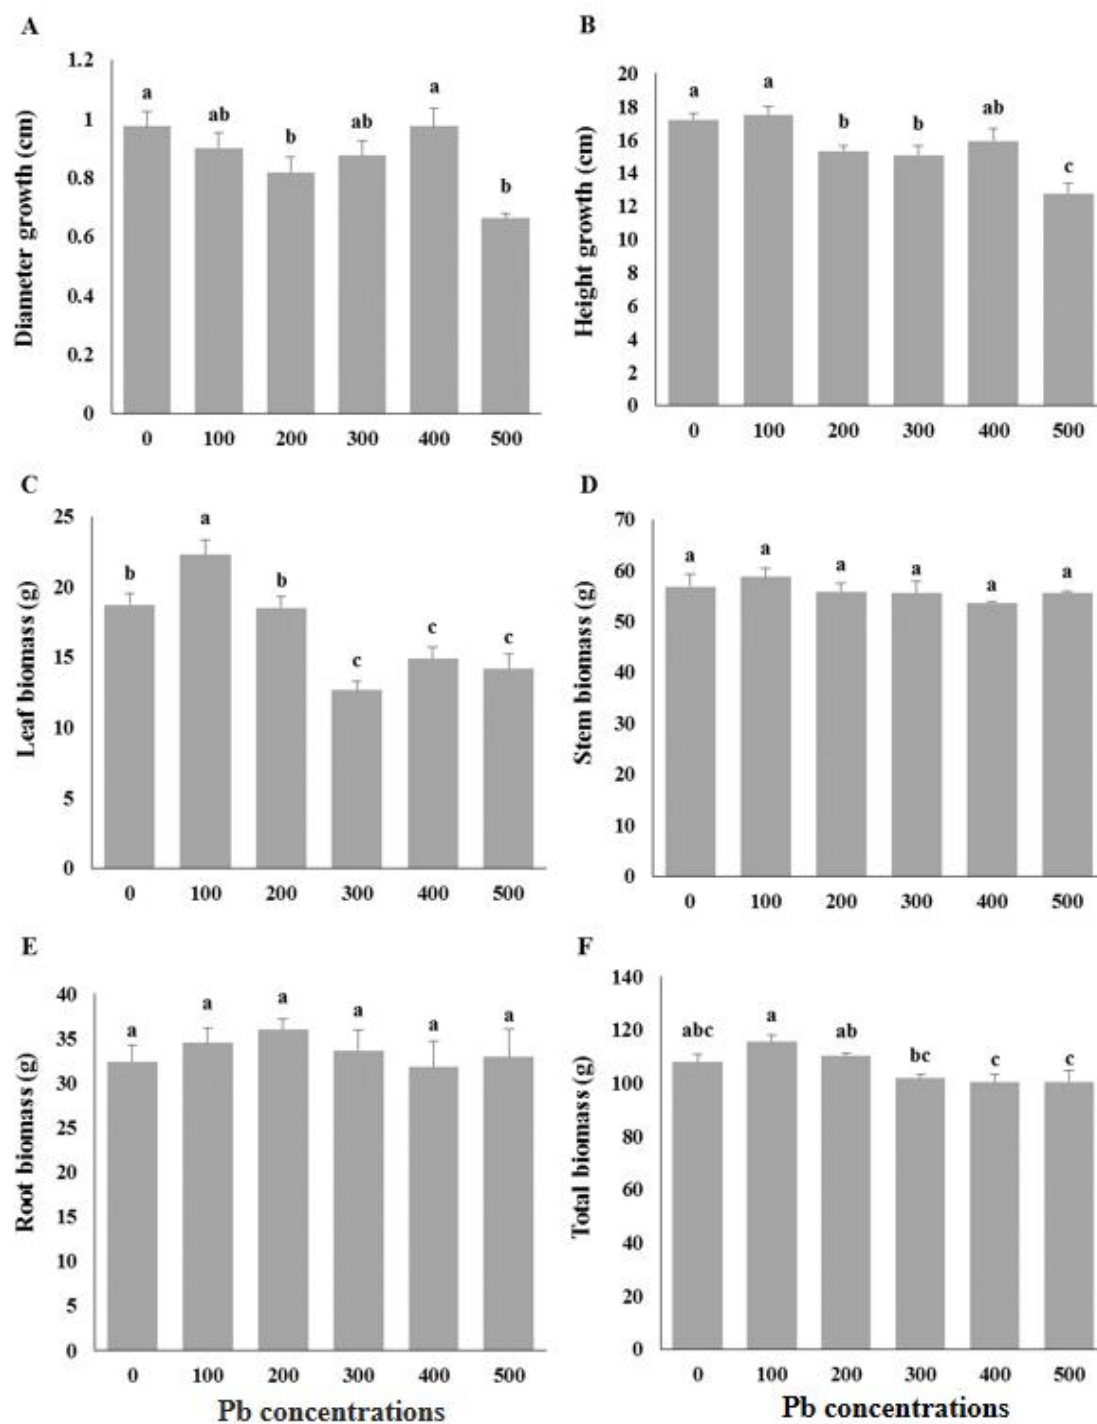 A
Diameter growth (cm)
1.2
1
0.8
0.6
0.4
0.2
0
a
ab
b
ab
a
b
0 100 200 300 400 500
B
Height growth (cm)
20
18
16
14
12
10
8
6
4
2
0
a
a
b
b
ab
c
0 100 200 300 400 500
C
Leaf biomass (g)
25
20
15
10
5
0
b
a
b
c
c
c
0 100 200 300 400 500
D
Stem biomass (g)
70
60
50
40
30
20
10
0
a
a
a
a
a
a
0 100 200 300 400 500
E
Root biomass (g)
40
35
30
25
20
15
10
5
0
a
a
a
a
a
a
0 100 200 300 400 500
Pb concentrations
F
Total biomass (g)
140
120
100
80
60
40
20
0
abc
a
ab
bc
c
c
0 100 200 300 400 500
Pb concentrations